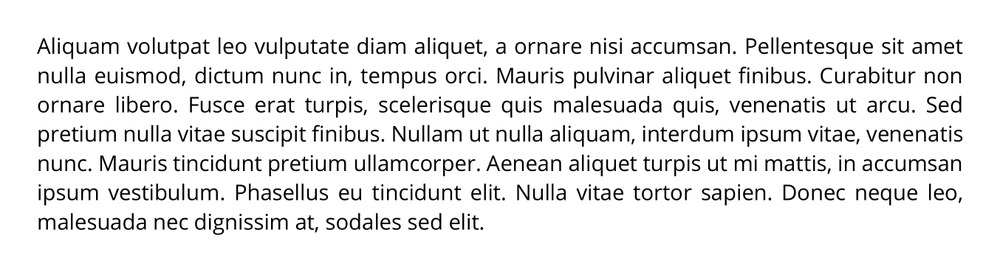 Aliquam volutpat leo vulputate diam aliquet, a ornare nisi accumsan. Pellentesque sit amet
nulla euismod, dictum nunc in, tempus orci. Mauris pulvinar aliquet finibus. Curabitur non
ornare libero. Fusce erat turpis, scelerisque quis malesuada quis, venenatis ut arcu. Sed
pretium nulla vitae suscipit finibus. Nullam ut nulla aliquam, interdum ipsum vitae, venenatis
nunc. Mauris tincidunt pretium ullamcorper. Aenean aliquet turpis ut mi mattis, in accumsan
ipsum vestibulum. Phasellus eu tincidunt elit. Nulla vitae tortor sapien. Donec neque leo,
malesuada nec dignissim at, sodales sed elit.